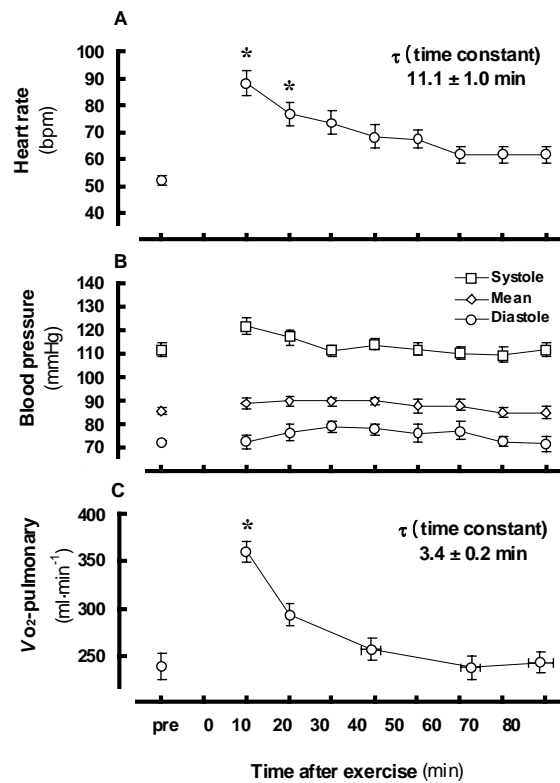 A
Heart rate
(bpm)
100
90
80
70
60
50
40
*
*
τ (time constant)
11.1 ± 1.0 min
B
Blood pressure
(mmHg)
140
130
120
110
100
90
80
70
Systole
Mean
Diastole
C
Vo₂-pulmonary
(ml·min⁻¹)
400
350
300
250
*
τ (time constant)
3.4 ± 0.2 min
pre 0 10 20 30 40 50 60 70 80
Time after exercise (min)